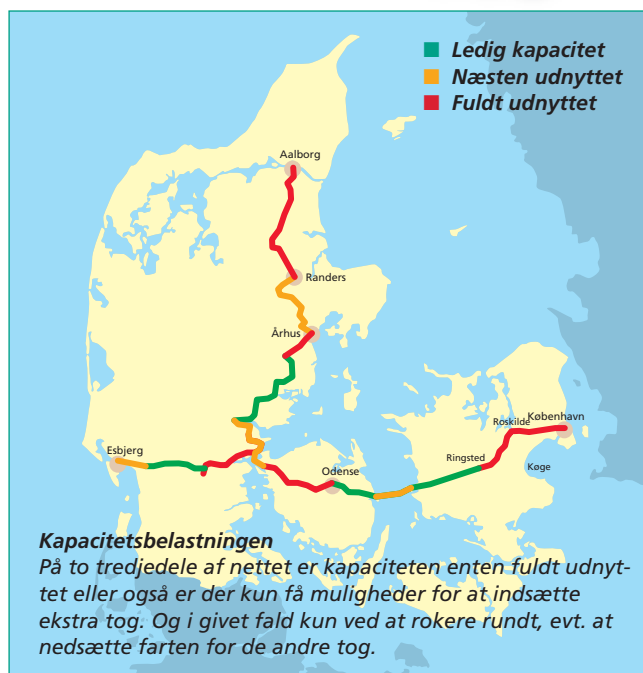 Ledig kapacitet
Næsten udnyttet
Fuldt udnyttet
Aalborg
Randers
Århus
Esbjerg
Odense
Ringsted
Roskilde
København
Køge
Kapacitetsbelastningen
På to tredjedele af nettet er kapaciteten enten fuldt udnyt-
tet eller også er der kun få muligheder for at indsætte
ekstra tog. Og i givet fald kun ved at rokere rundt, evt. at
nedsætte farten for de andre tog.